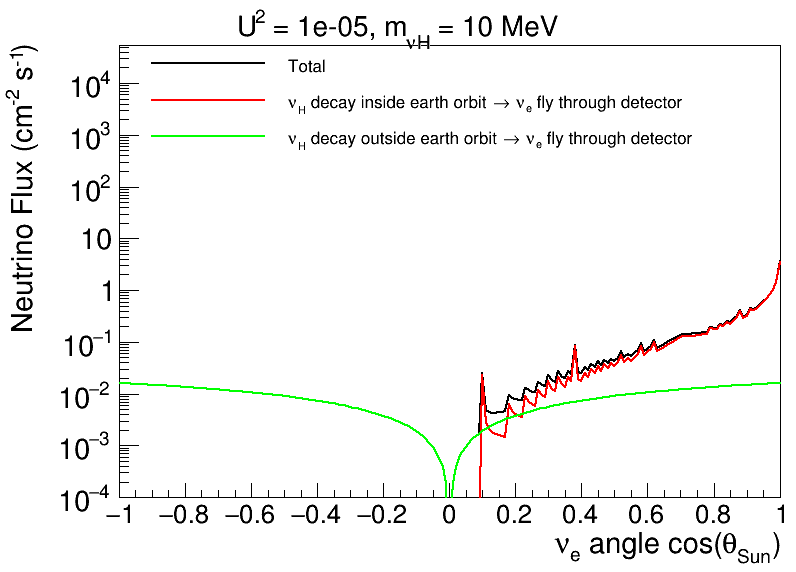 U² = 1e-05, m_νH = 10 MeV
Neutrino Flux (cm⁻² s⁻¹)
Total
ν_H decay inside earth orbit → ν_e fly through detector
ν_H decay outside earth orbit → ν_e fly through detector
10⁴
10³
10²
10
1
10⁻¹
10⁻²
10⁻³
10⁻⁴
−1 −0.8 −0.6 −0.4 −0.2 0 0.2 0.4 0.6 0.8 1
ν_e angle cos(θ_Sun)